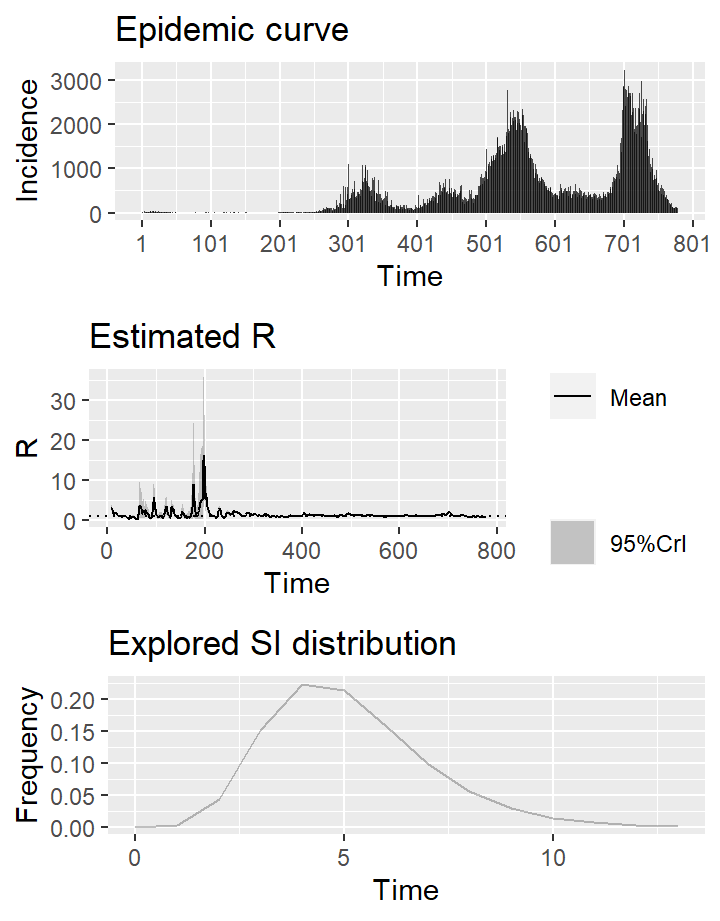 Epidemic curve
3000
2000
1000
0
Incidence
1 101 201 301 401 501 601 701 801
Time
Estimated R
30
20
10
0
R
0 200 400 600 800
Time
Mean
95%CrI
Explored SI distribution
0.20
0.15
0.10
0.05
0.00
Frequency
0 5 10
Time